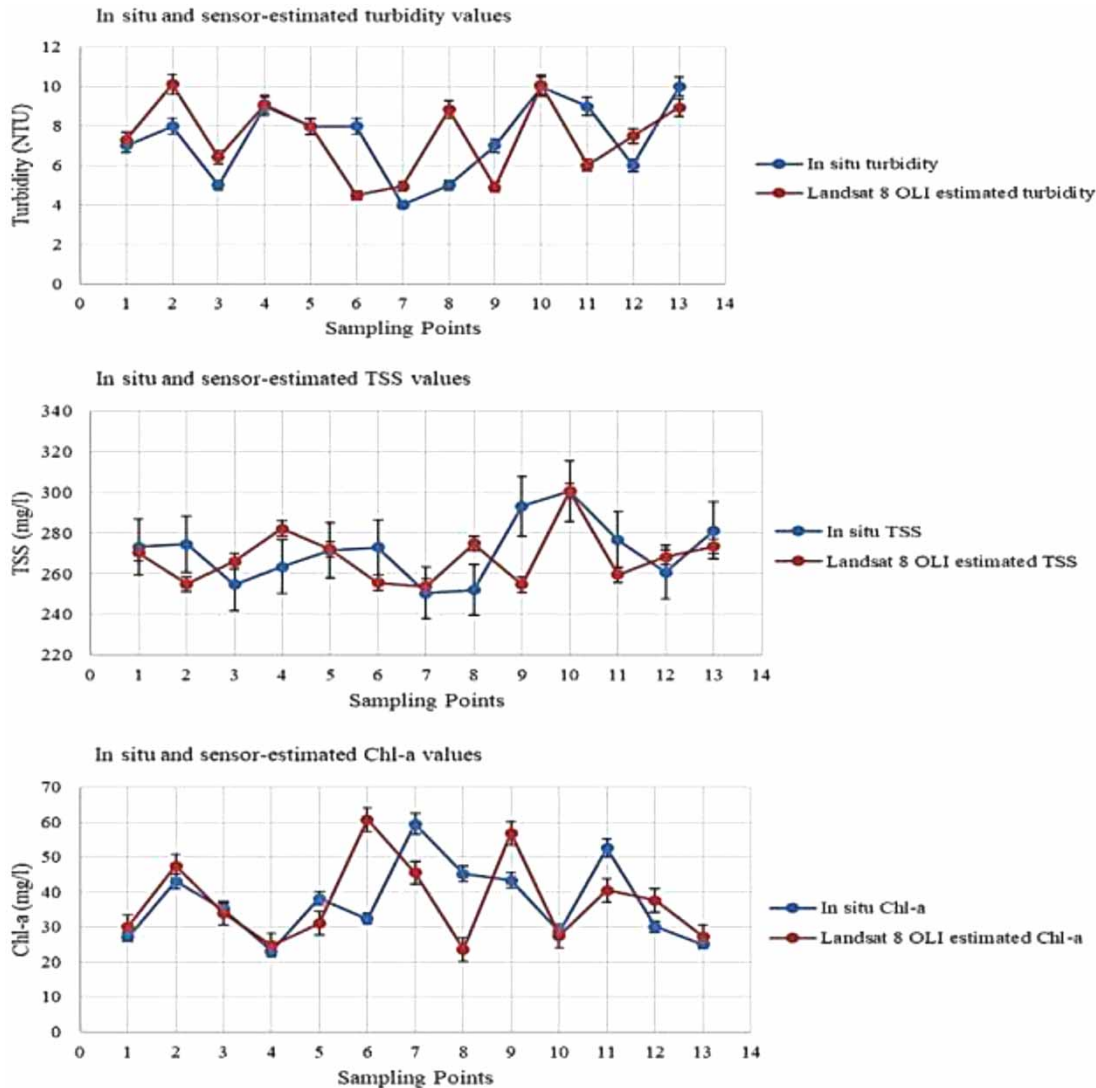 In situ and sensor-estimated turbidity values
12
10
8
6
4
2
0
Turbidity (NTU)
0 1 2 3 4 5 6 7 8 9 10 11 12 13 14
Sampling Points
In situ turbidity
Landsat 8 OLI estimated turbidity
In situ and sensor-estimated TSS values
340
320
300
280
260
240
220
TSS (mg/l)
0 1 2 3 4 5 6 7 8 9 10 11 12 13 14
Sampling Points
In situ TSS
Landsat 8 OLI estimated TSS
In situ and sensor-estimated Chl-a values
70
60
50
40
30
20
10
0
Chl-a (mg/l)
0 1 2 3 4 5 6 7 8 9 10 11 12 13 14
Sampling Points
In situ Chl-a
Landsat 8 OLI estimated Chl-a